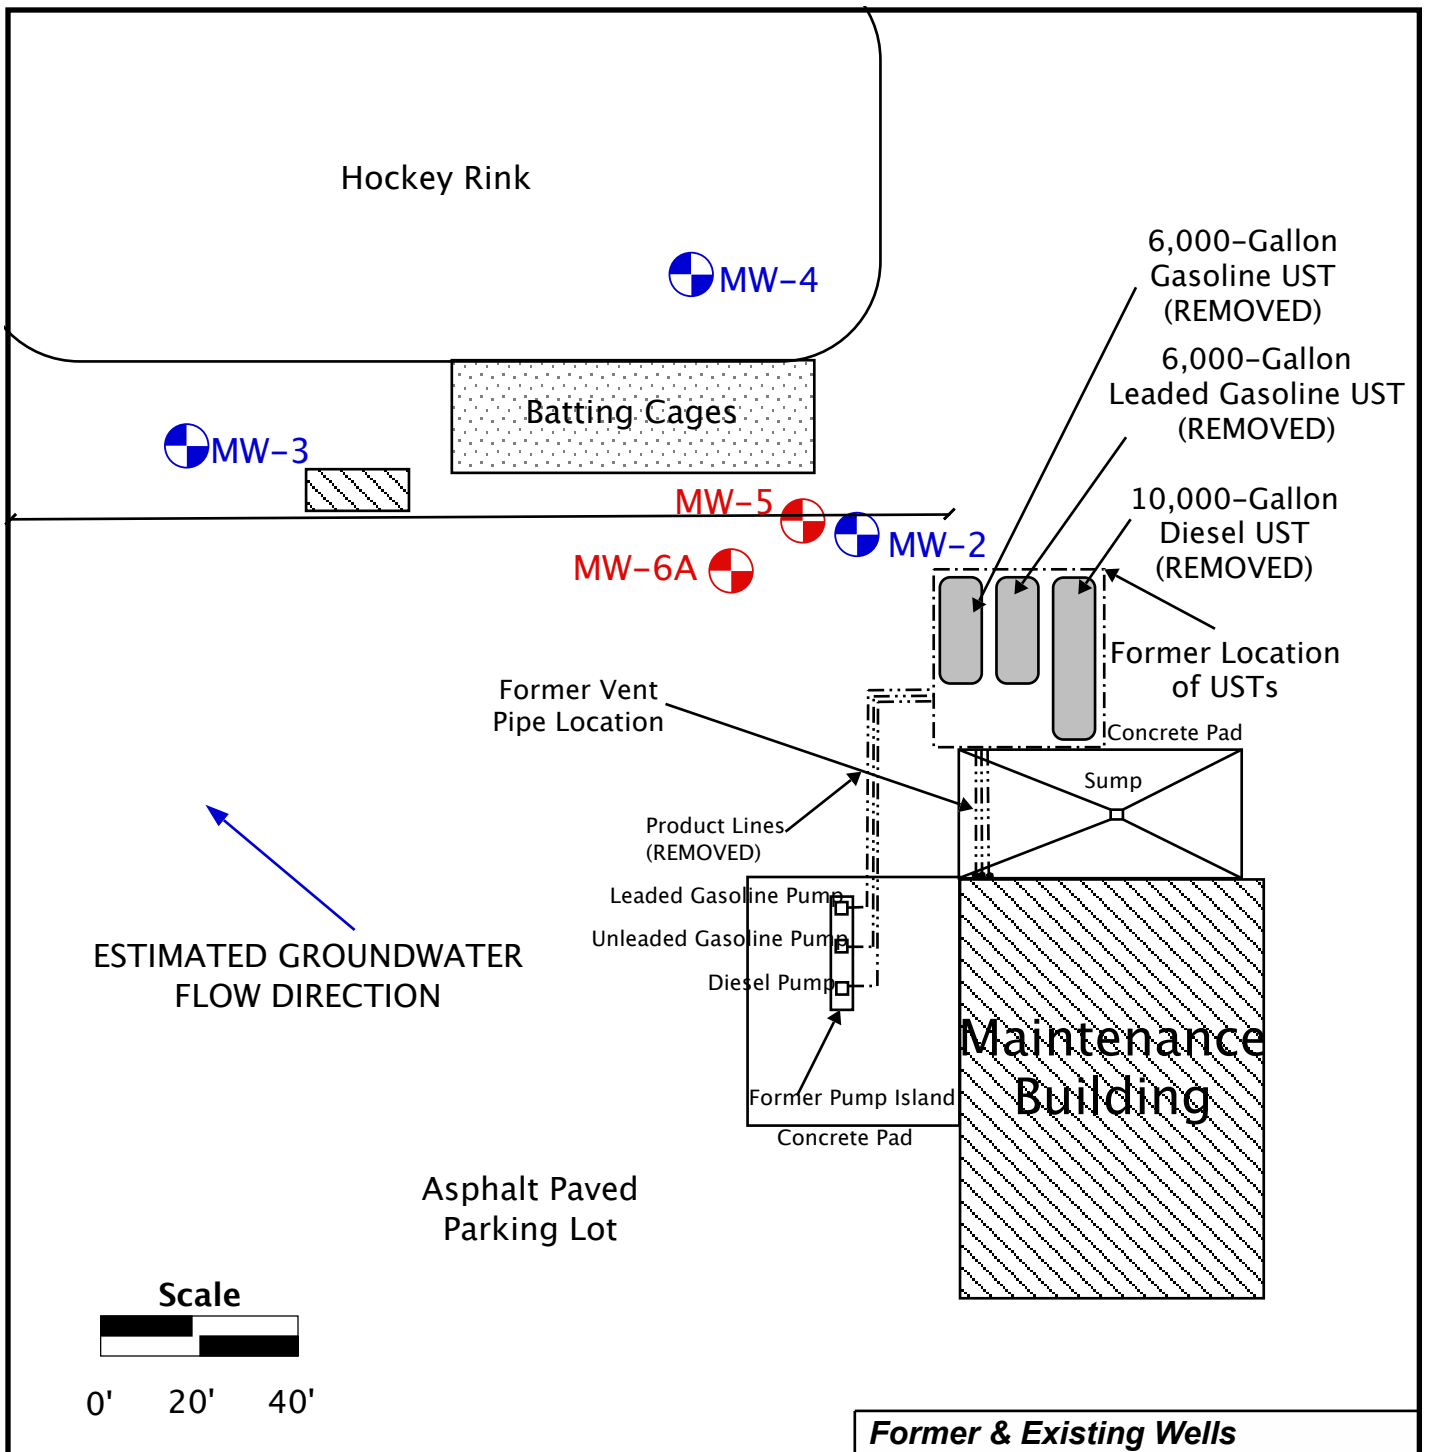 Hockey Rink
6,000-Gallon
Gasoline UST
(REMOVED)
MW-4
6,000-Gallon
Leaded Gasoline UST
(REMOVED)
Batting Cages
MW-3
MW-5
10,000-Gallon
Diesel UST
(REMOVED)
MW-2
MW-6A
Former Location
of USTs
Former Vent
Pipe Location
Concrete Pad
Sump
Product Lines
(REMOVED)
Leaded Gasoline Pump
Unleaded Gasoline Pump
Diesel Pump
ESTIMATED GROUNDWATER
FLOW DIRECTION
Maintenance
Building
Former Pump Island
Concrete Pad
Asphalt Paved
Parking Lot
Scale
0' 20' 40'
Former & Existing Wells